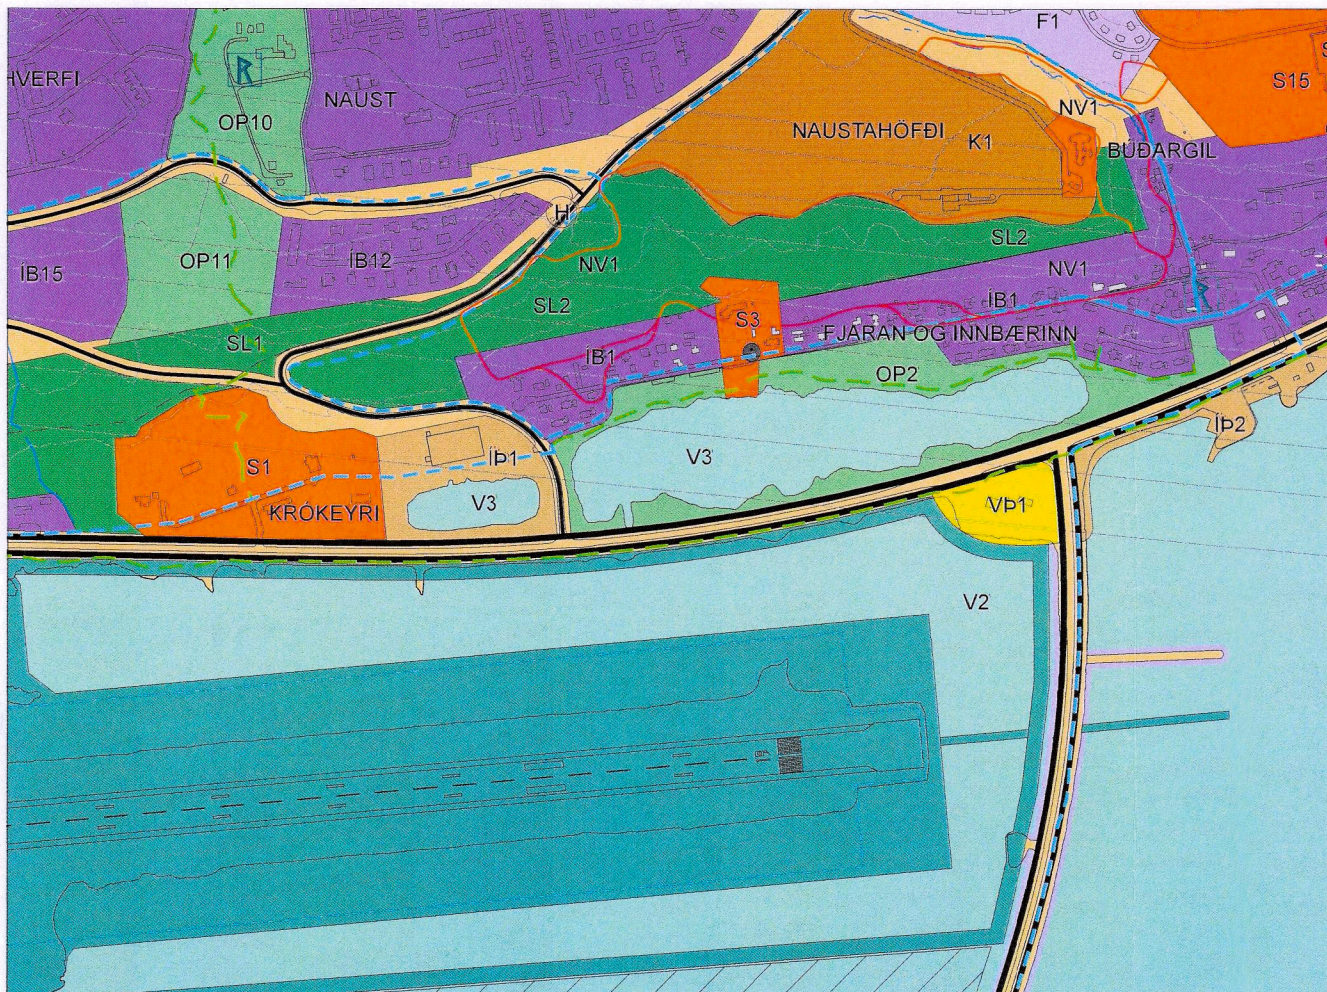 F1
S15
HVERFI
NAUST
OP10
NV1
NAUSTAHÖFÐI
K1
BÚÐARGIL
H
SL2
ÍB15
OP11
ÍB12
NV1
NV1
SL2
ÍB1
S3
FJARAN OG INNBÆRINN
SL1
ÍB1
OP2
ÍÞ2
S1
ÍÞ1
V3
V3
KRÓKEYRI
VÞ1
V2